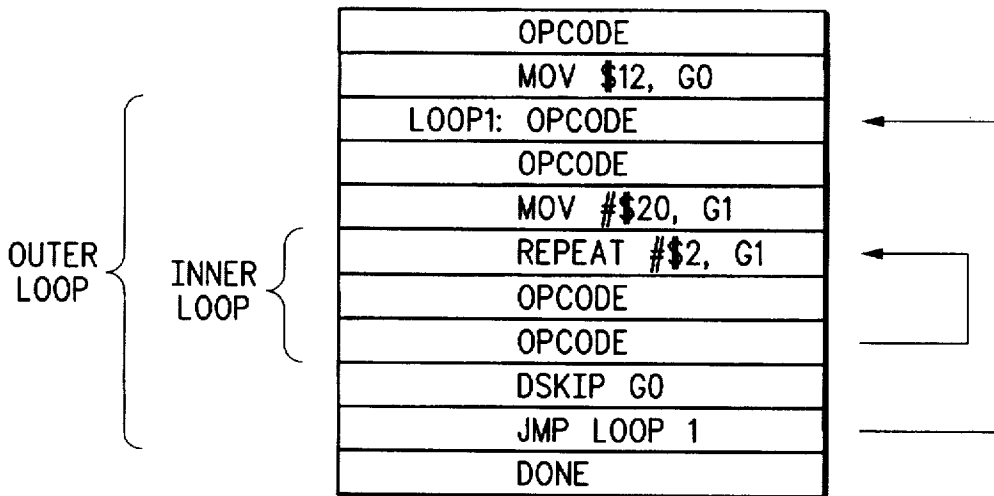 OPCODE
MOV $12, G0
LOOP1: OPCODE
OPCODE
MOV #$20, G1
REPEAT #$2, G1
OPCODE
OPCODE
DSKIP G0
JMP LOOP 1
DONE
OUTER
LOOP
INNER
LOOP